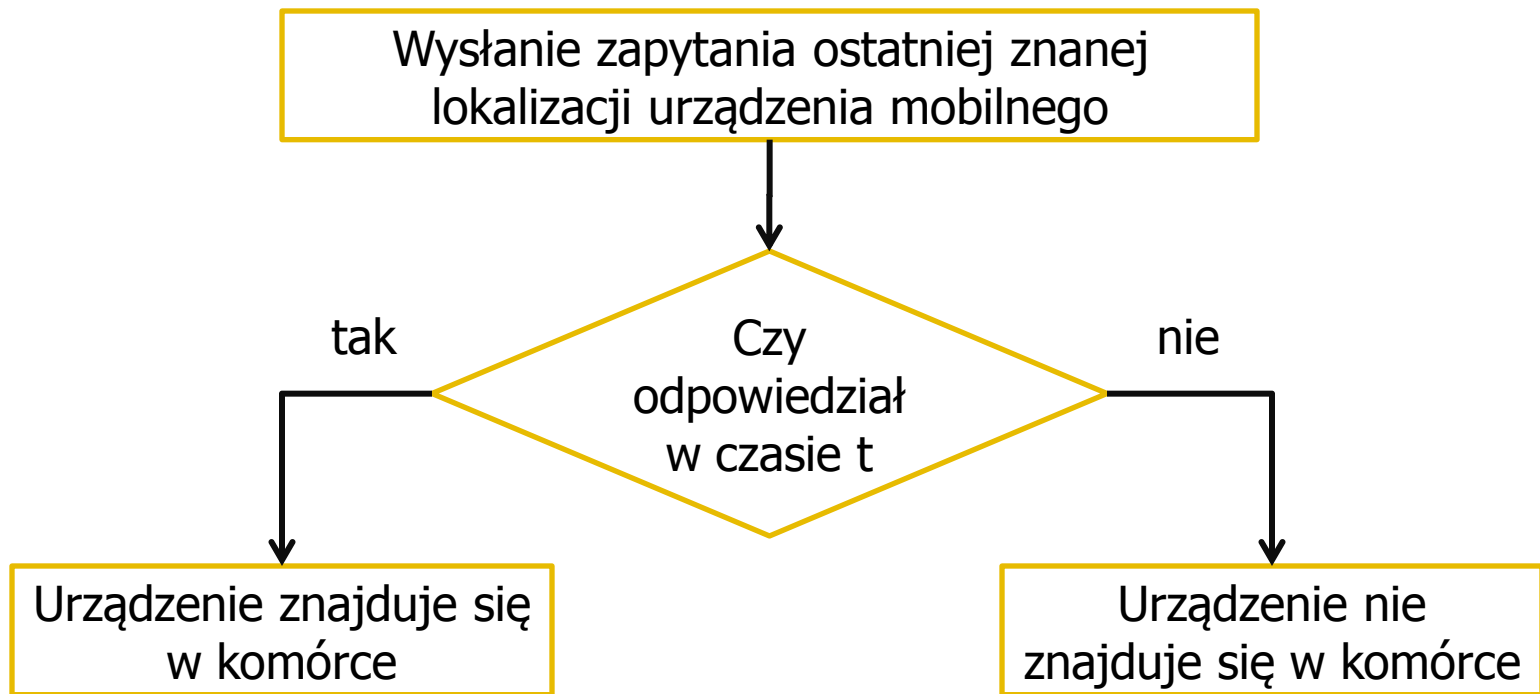 Wysłanie zapytania ostatniej znanej
lokalizacji urządzenia mobilnego
tak
Czy
odpowiedział
w czasie t
nie
Urządzenie znajduje się
w komórce
Urządzenie nie
znajduje się w komórce